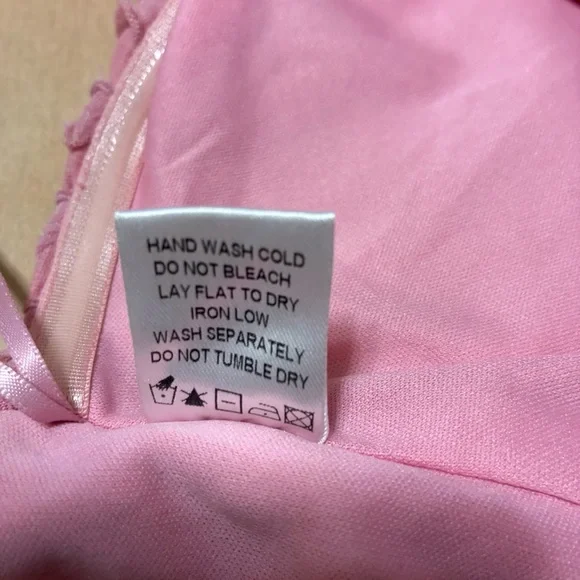 HAND WASH COLD
DO NOT BLEACH
LAY FLAT TO DRY
IRON LOW
WASH SEPARATELY
DO NOT TUMBLE DRY